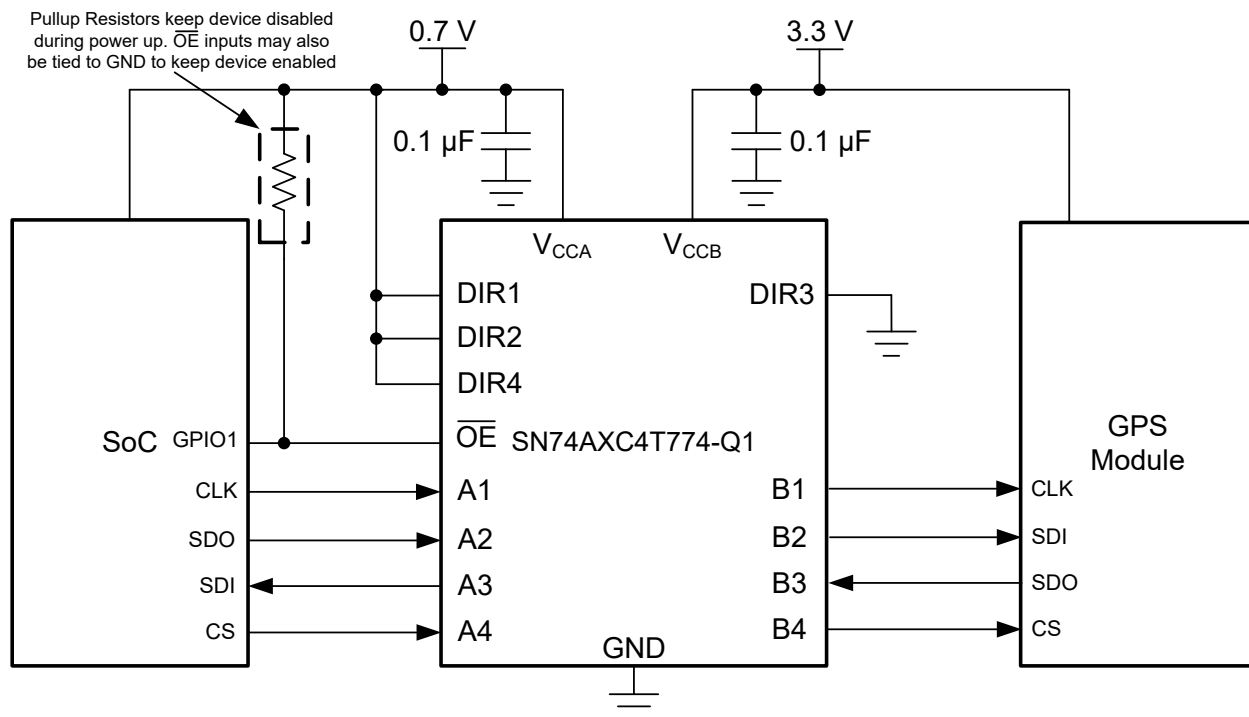 Pullup Resistors keep device disabled
during power up. O̅E̅ inputs may also
be tied to GND to keep device enabled
0.7 V
3.3 V
0.1 µF
0.1 µF
VCCA
VCCB
DIR1
DIR3
DIR2
DIR4
SoC
GPIO1
O̅E̅
SN74AXC4T774-Q1
GPS
Module
CLK
A1
B1
CLK
SDO
A2
B2
SDI
SDI
A3
B3
SDO
CS
A4
B4
CS
GND